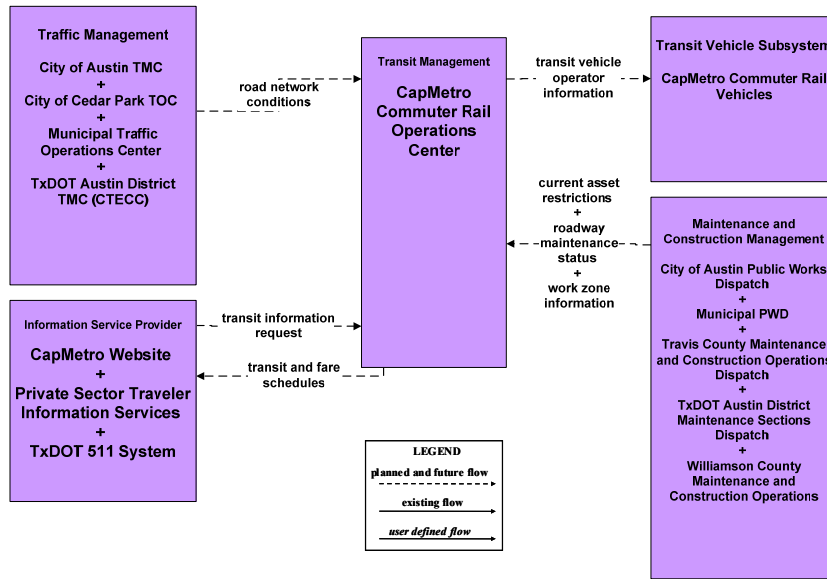 Traffic Management
City of Austin TMC
+
City of Cedar Park TOC
+
Municipal Traffic
Operations Center
+
TxDOT Austin District
TMC (CTECC)
road network
conditions
Transit Management
CapMetro
Commuter Rail
Operations
Center
transit vehicle
operator
information
Transit Vehicle Subsystem
CapMetro Commuter Rail
Vehicles
current asset
restrictions
+
roadway
maintenance
status
+
work zone
information
Maintenance and
Construction Management
City of Austin Public Works
Dispatch
+
Municipal PWD
+
Travis County Maintenance
and Construction Operations
Dispatch
+
TxDOT Austin District
Maintenance Sections
Dispatch
+
Williamson County
Maintenance and
Construction Operations
Information Service Provider
CapMetro Website
+
Private Sector Traveler
Information Services
+
TxDOT 511 System
transit information
request
transit and fare
schedules
LEGEND
planned and future flow
existing flow
user defined flow